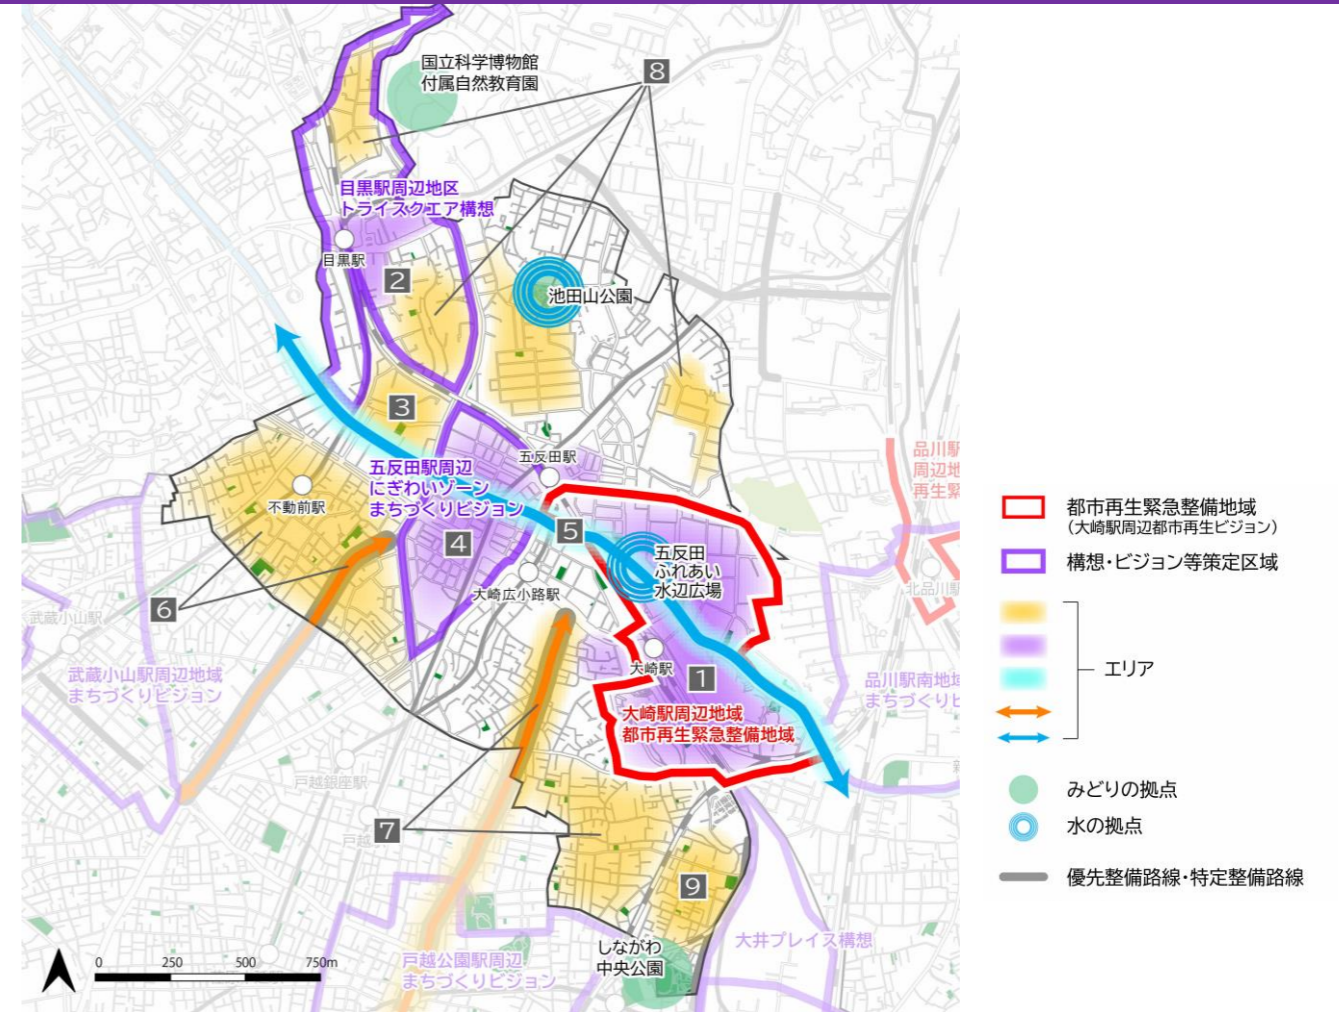 国立科学博物館
付属自然教育園
8
目黒駅周辺地区
トライスクエア構想
目黒駅
2
池田山公園
3
五反田駅
五反田駅周辺
にぎわいゾーン
まちづくりビジョン
不動前駅
4
5
五反田
ふれあい
水辺広場
大崎広小路駅
6
武蔵小山駅
武蔵小山駅周辺地域
まちづくりビジョン
大崎駅
1
大崎駅周辺地域
都市再生緊急整備地域
品川駅
周辺地
再生緊
北品川駅
品川駅南地域
まちづくりビ
戸越銀座駅
戸越
7
9
しながわ
中央公園
大井プレイス構想
戸越公園駅周辺
まちづくりビジョン
0 250 500 750m
都市再生緊急整備地域
(大崎駅周辺都市再生ビジョン)
構想・ビジョン等策定区域
エリア
みどりの拠点
水の拠点
優先整備路線・特定整備路線